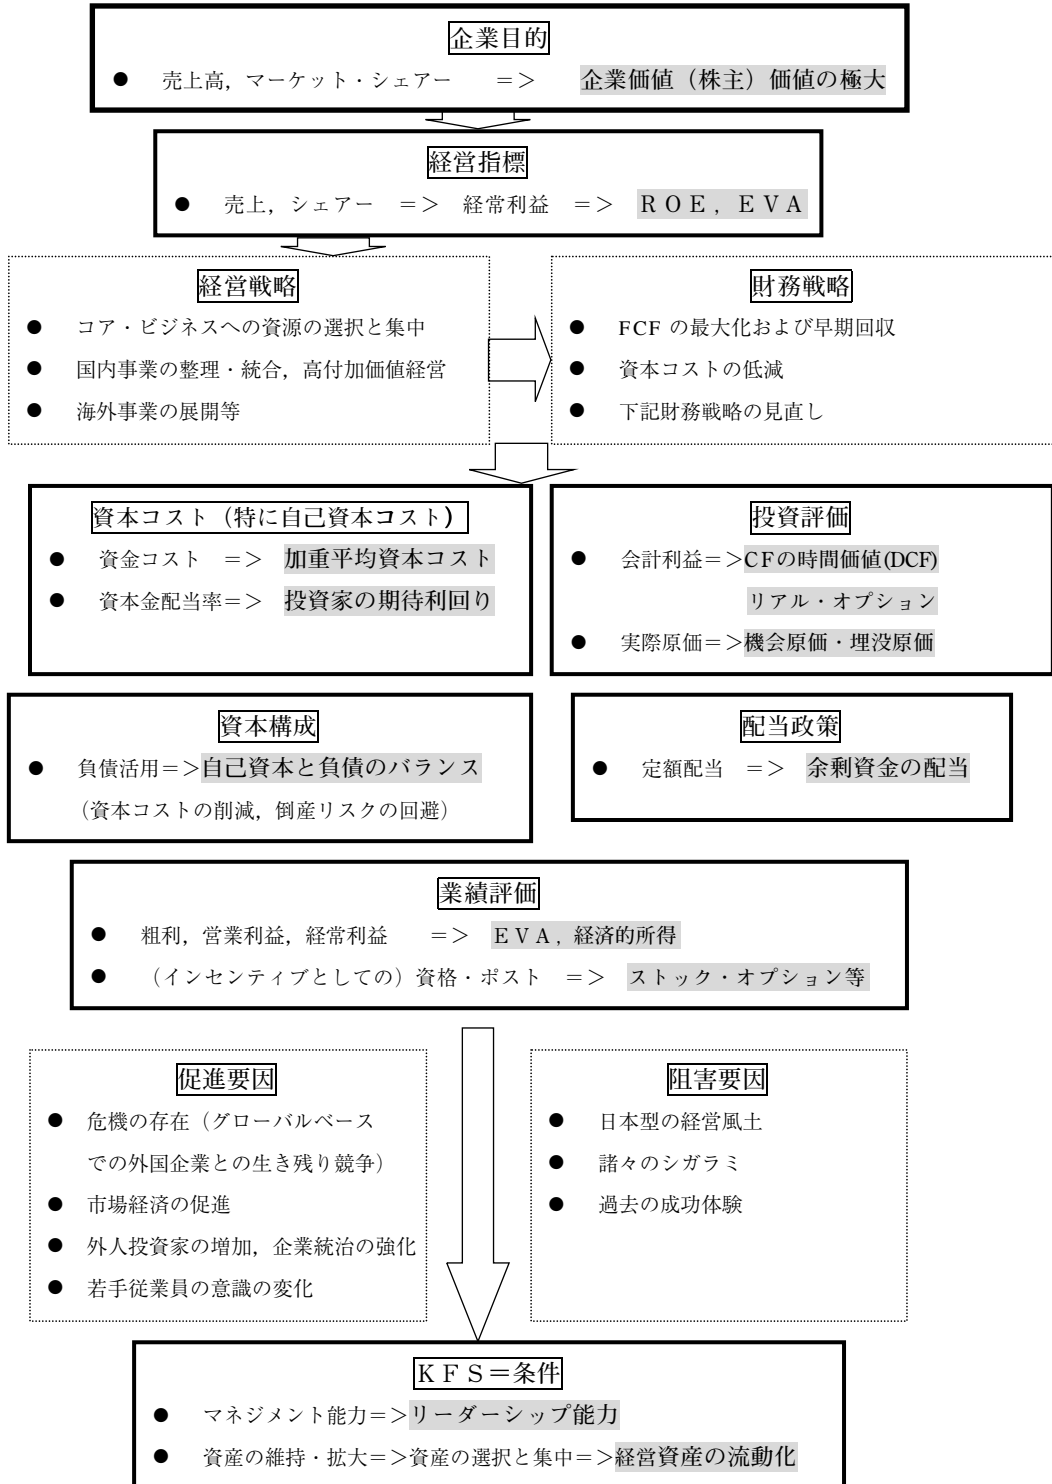 企業目的
● 売上高，マーケット・シェアー ＝＞ 企業価値（株主）価値の極大
経営指標
● 売上，シェアー ＝＞ 経常利益 ＝＞ ＲＯＥ，ＥＶＡ
経営戦略
● コア・ビジネスへの資源の選択と集中
● 国内事業の整理・統合，高付加価値経営
● 海外事業の展開等
財務戦略
● FCF の最大化および早期回収
● 資本コストの低減
● 下記財務戦略の見直し
資本コスト（特に自己資本コスト）
● 資金コスト ＝＞ 加重平均資本コスト
● 資本金配当率＝＞ 投資家の期待利回り
投資評価
● 会計利益＝＞CFの時間価値(DCF)
リアル・オプション
● 実際原価＝＞機会原価・埋没原価
資本構成
● 負債活用＝＞自己資本と負債のバランス
（資本コストの削減，倒産リスクの回避）
配当政策
● 定額配当 ＝＞ 余剰資金の配当
業績評価
● 粗利，営業利益，経常利益 ＝＞ ＥＶＡ，経済的所得
● （インセンティブとしての）資格・ポスト ＝＞ ストック・オプション等
促進要因
● 危機の存在（グローバルベース
での外国企業との生き残り競争）
● 市場経済の促進
● 外人投資家の増加，企業統治の強化
● 若手従業員の意識の変化
阻害要因
● 日本型の経営風土
● 諸々のシガラミ
● 過去の成功体験
ＫＦＳ＝条件
● マネジメント能力＝＞リーダーシップ能力
● 資産の維持・拡大＝＞資産の選択と集中＝＞経営資産の流動化